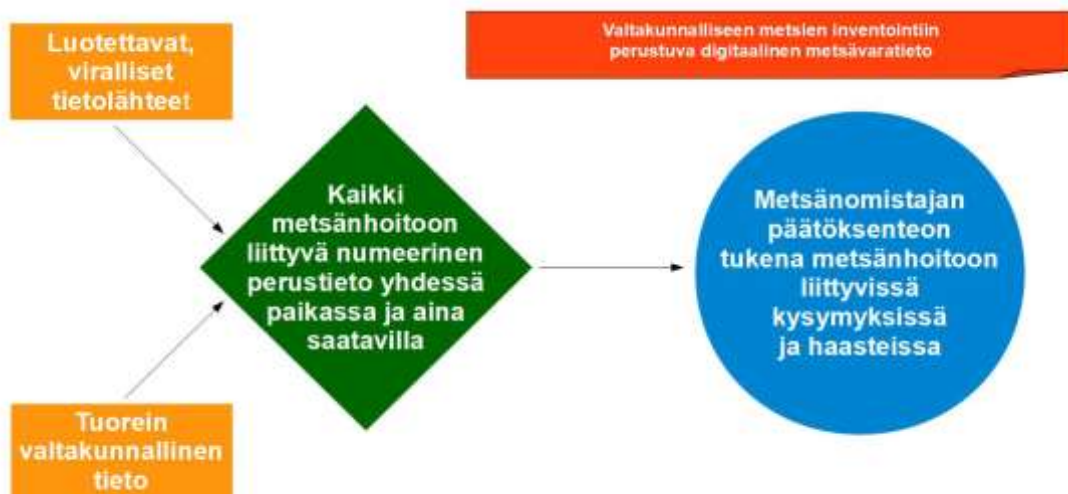 Luotettavat,
viralliset
tietolähteet
Valtakunnalliseen metsien inventointiin
perustuva digitaalinen metsävaratieto
Kaikki
metsänhoitoon
liittyvä numeerinen
perustieto yhdessä
paikassa ja aina
saatavilla
Metsänomistajan
päätöksenteon
tukena metsänhoitoon
liittyvissä
kysymyksissä
ja haasteissa
Tuorein
valtakunnallinen
tieto